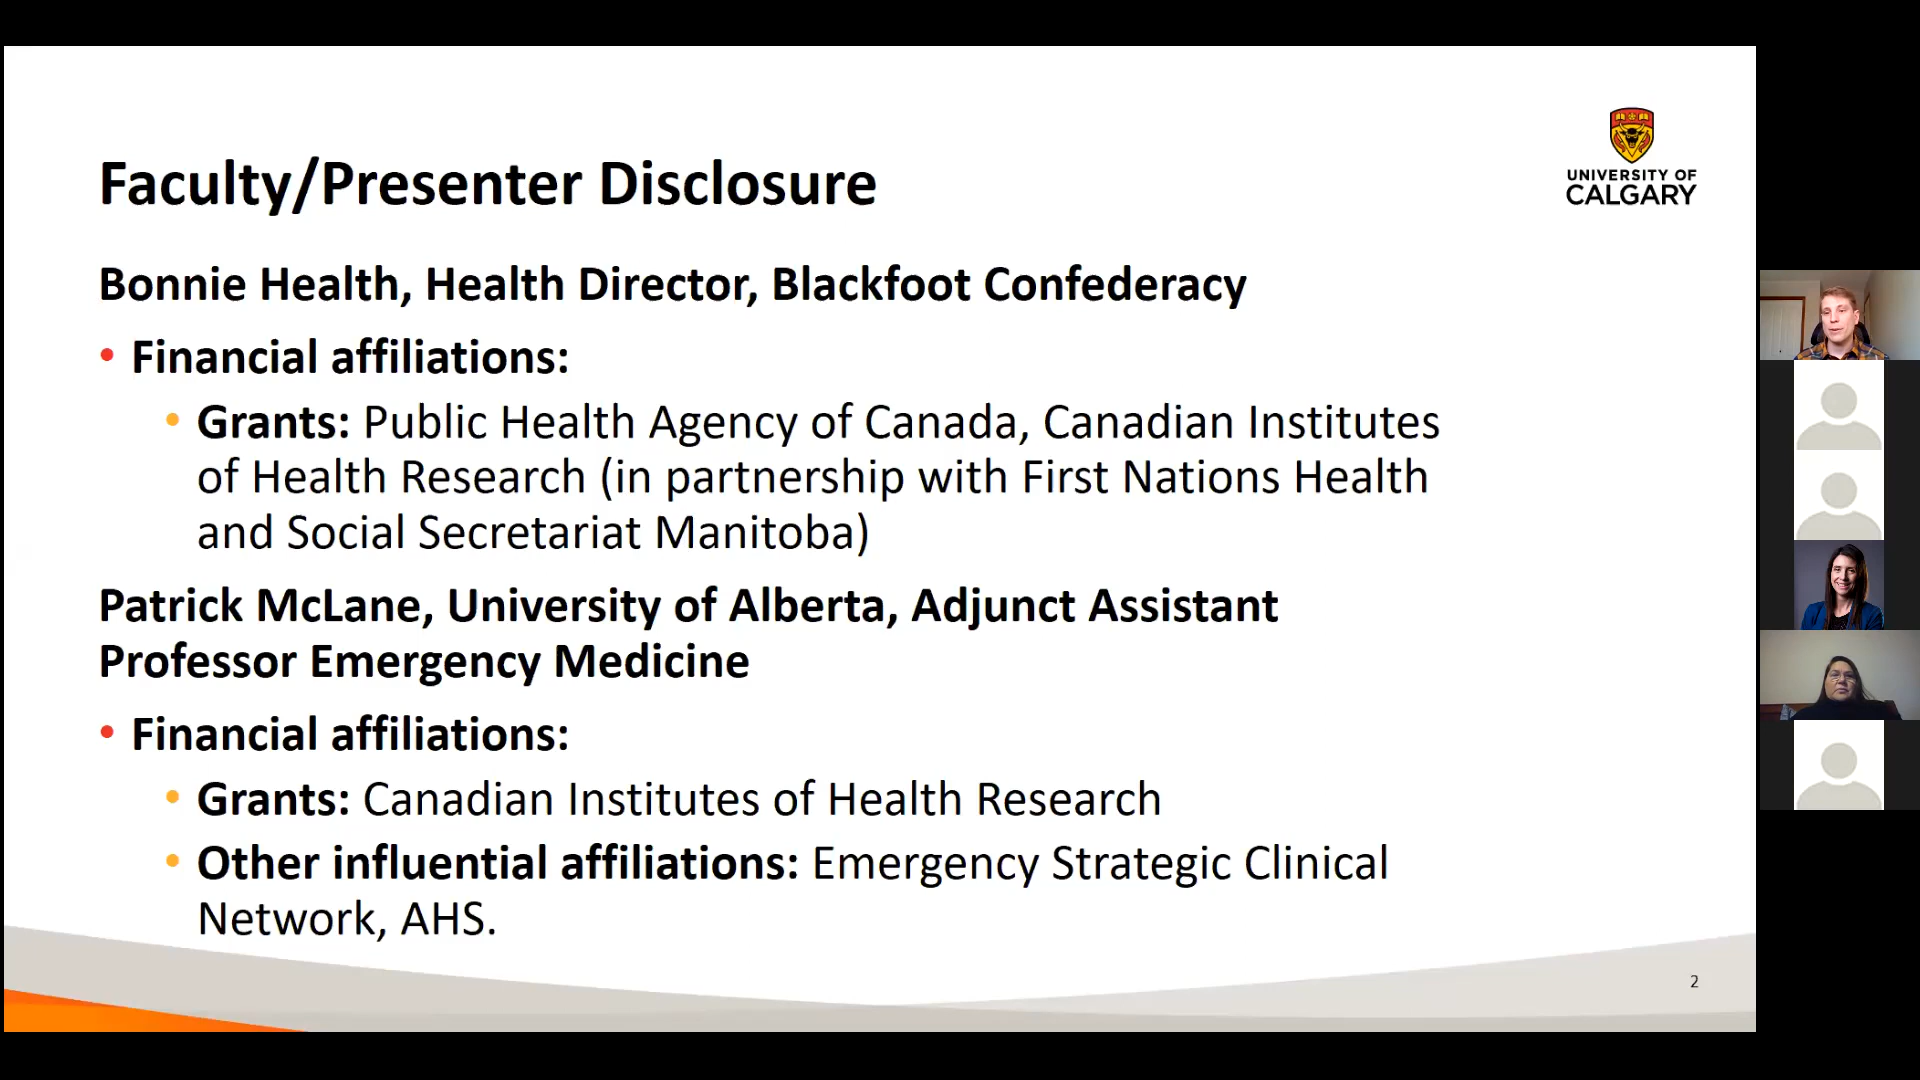 UNIVERSITY OF
CALGARY
Faculty/Presenter Disclosure
Bonnie Health, Health Director, Blackfoot Confederacy
• Financial affiliations:
• Grants: Public Health Agency of Canada, Canadian Institutes
of Health Research (in partnership with First Nations Health
and Social Secretariat Manitoba)
Patrick McLane, University of Alberta, Adjunct Assistant
Professor Emergency Medicine
• Financial affiliations:
• Grants: Canadian Institutes of Health Research
• Other influential affiliations: Emergency Strategic Clinical
Network, AHS.
2